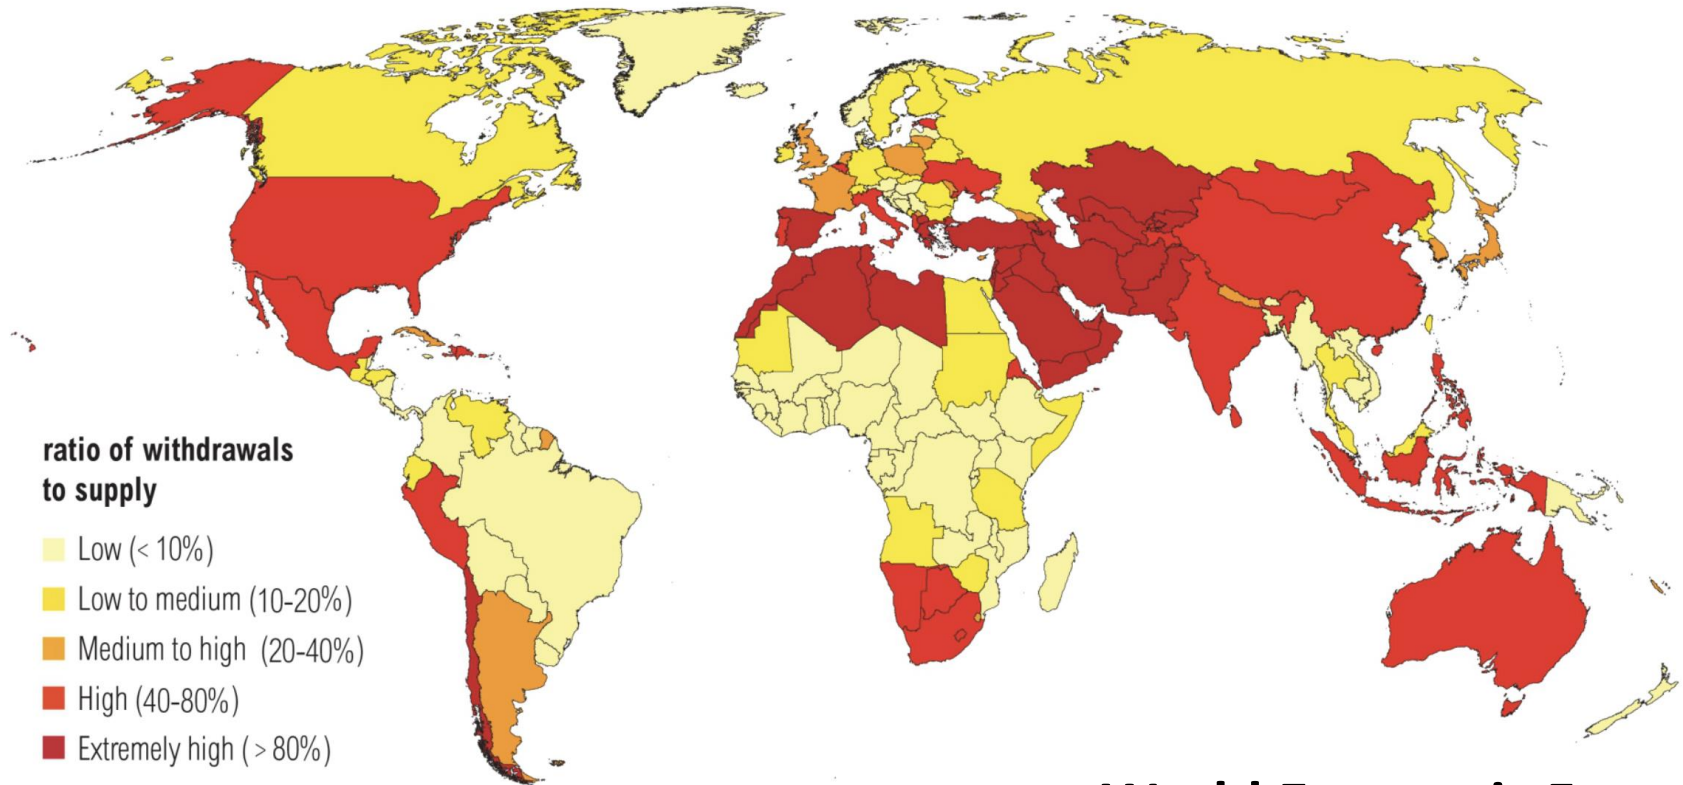 ratio of withdrawals
to supply
Low (< 10%)
Low to medium (10-20%)
Medium to high (20-40%)
High (40-80%)
Extremely high ( > 80%)